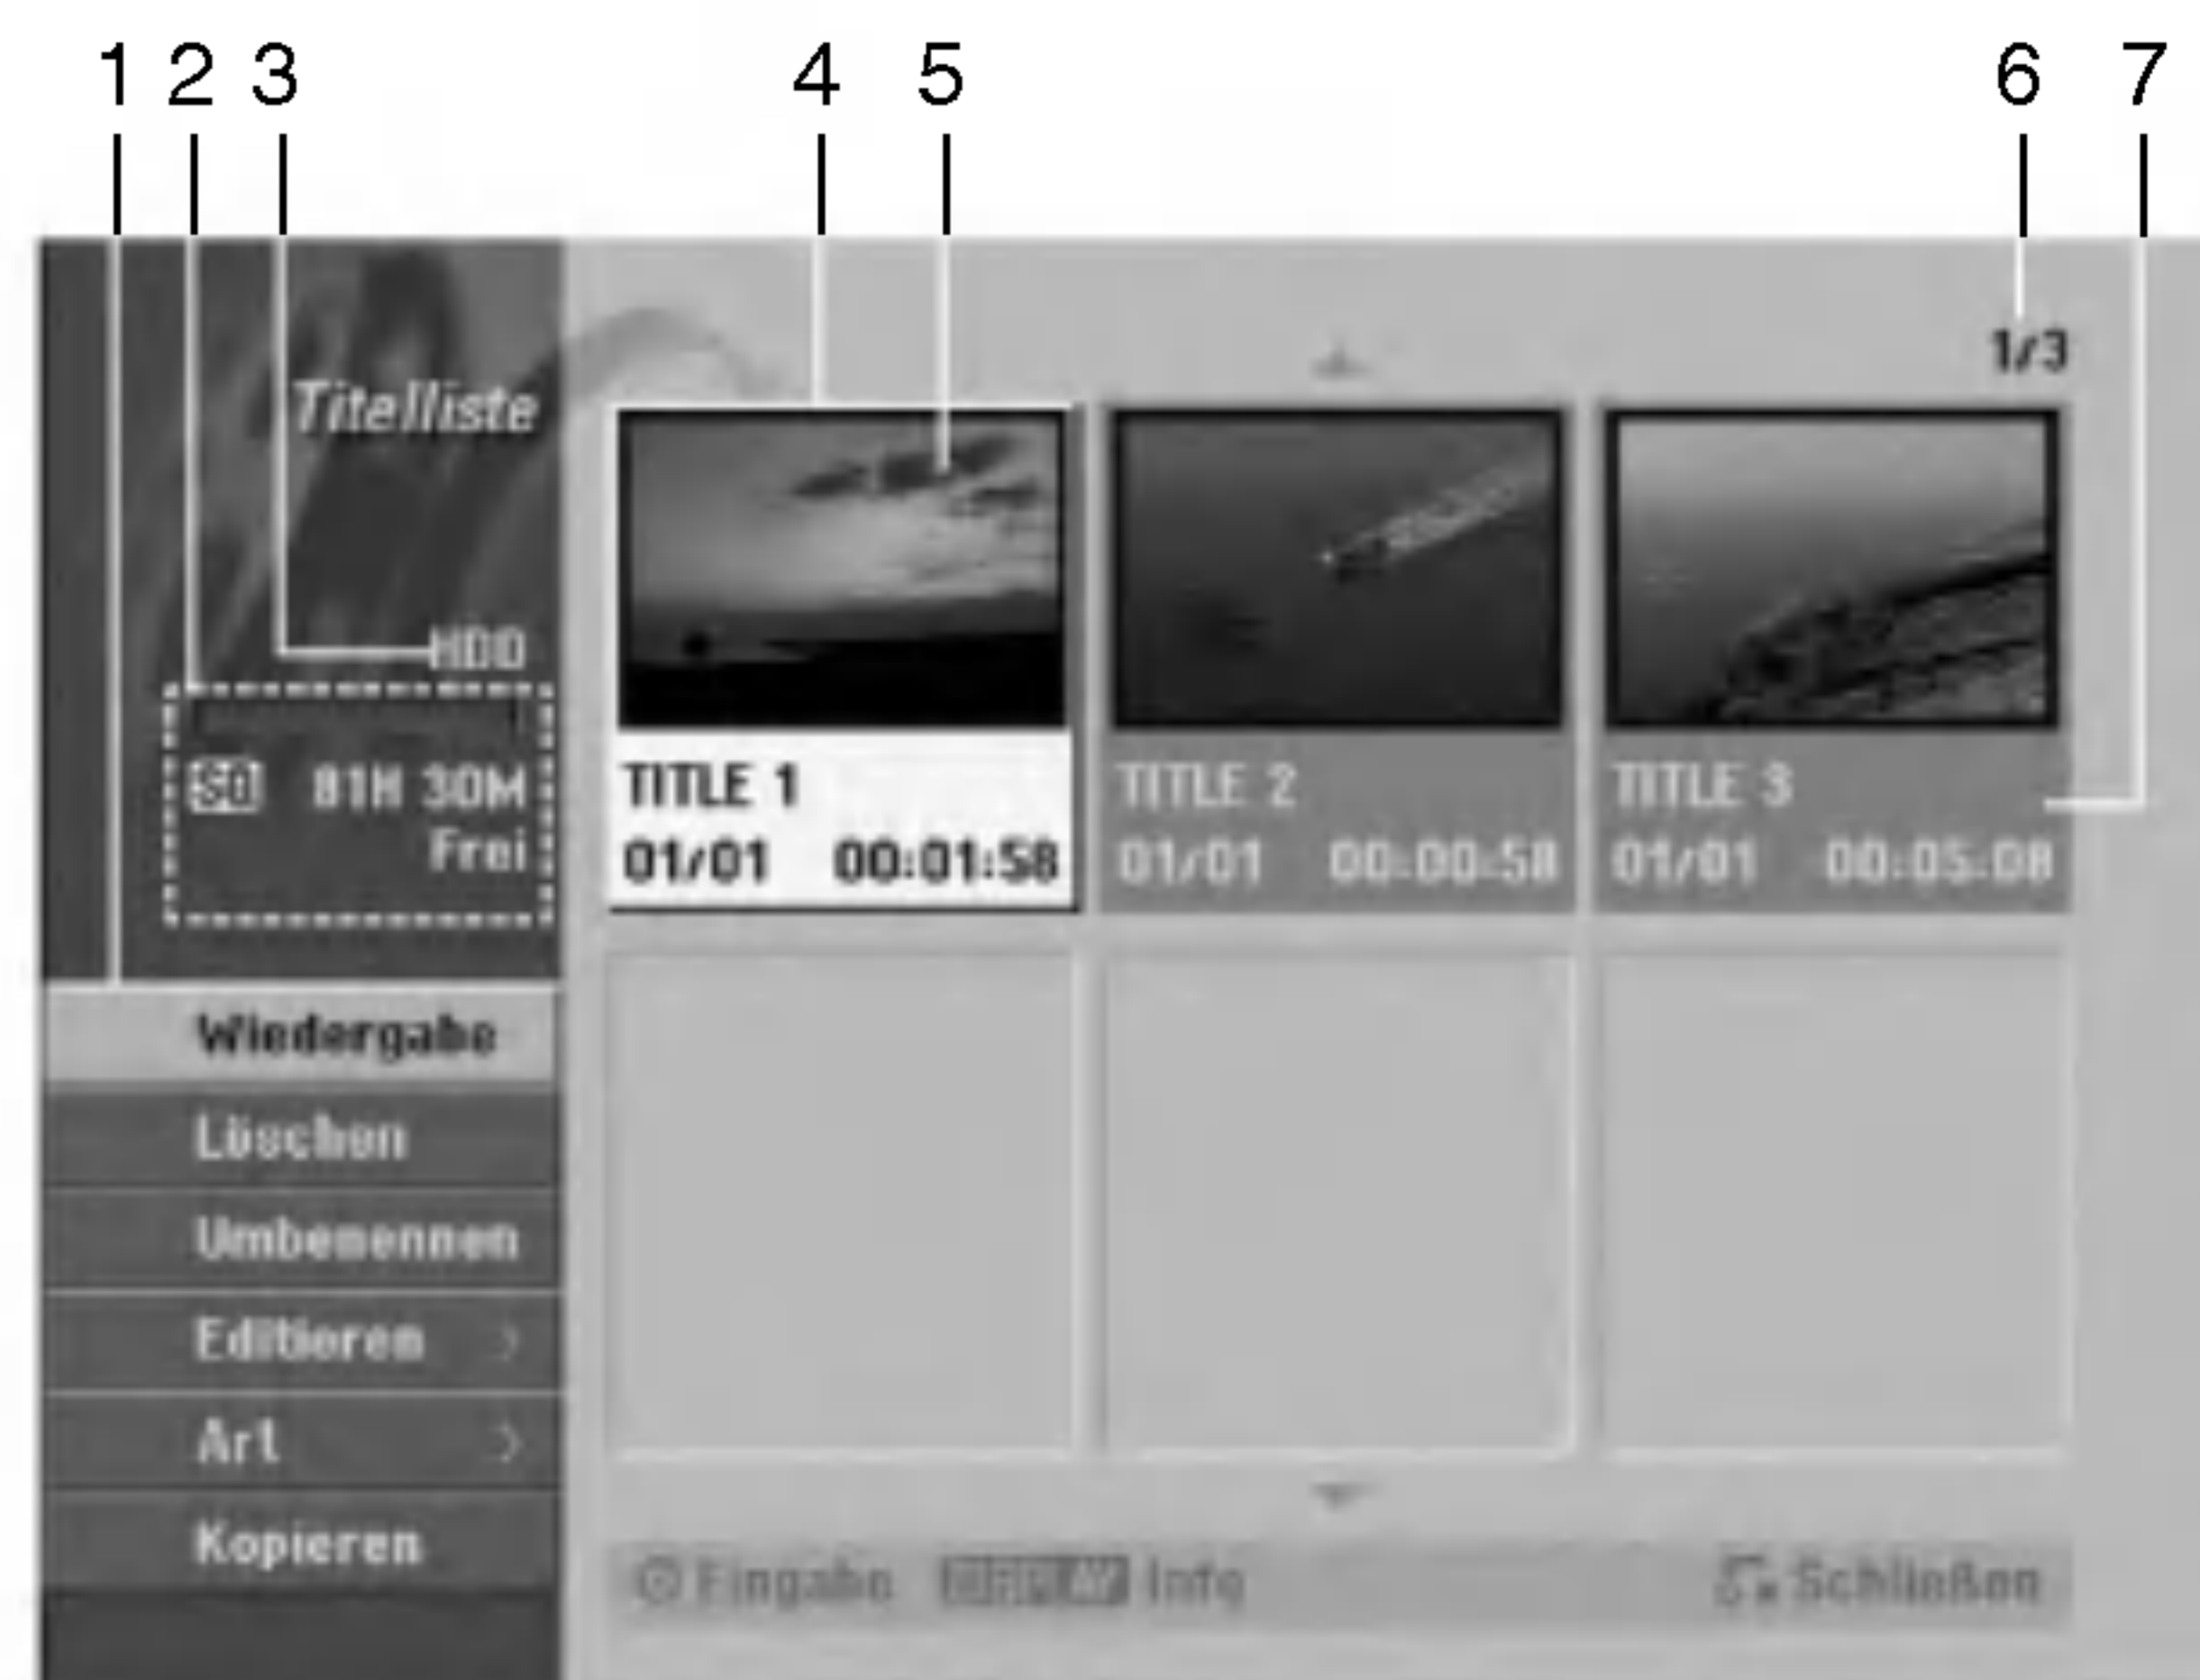 1 2 3 4 5 6 7
1/3
Titelliste
HDD
SQ 81H 30M
Frei
TITLE 1
01/01 00:01:58
TITLE 2
01/01 00:00:58
TITLE 3
01/01 00:05:08
Wiedergabe
Löschen
Umbenennen
Editieren >
Art >
Kopieren
Eingabe DISPLAY Info Schließen